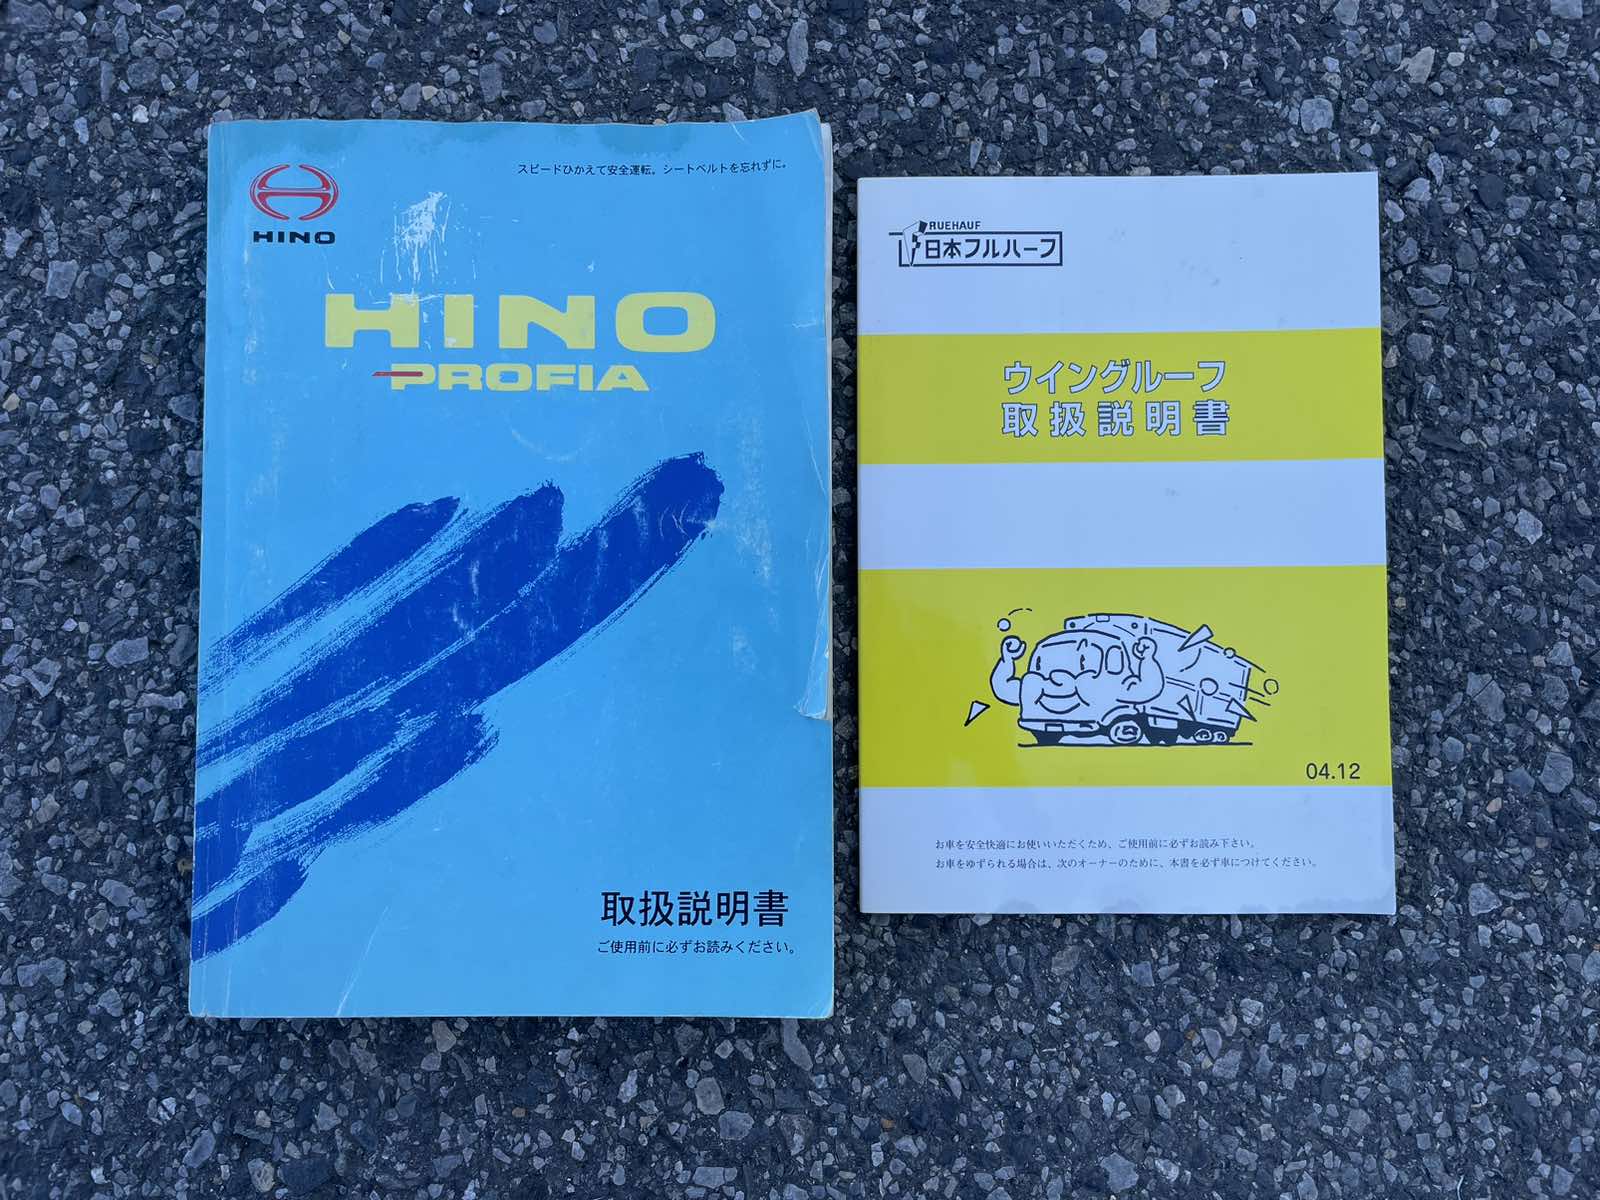 スピードひかえて安全運転。シートベルトを忘れずに。
HINO
HINO
PROFIA
取扱説明書
ご使用前に必ずお読みください。
FRUEHAUF
日本フルハーフ
ウイングルーフ
取扱説明書
04.12
お車を安全快適にお使いいただくため、ご使用前に必ずお読み下さい。
お車をゆずられる場合は、次のオーナーのために、本書を必ず車につけてください。